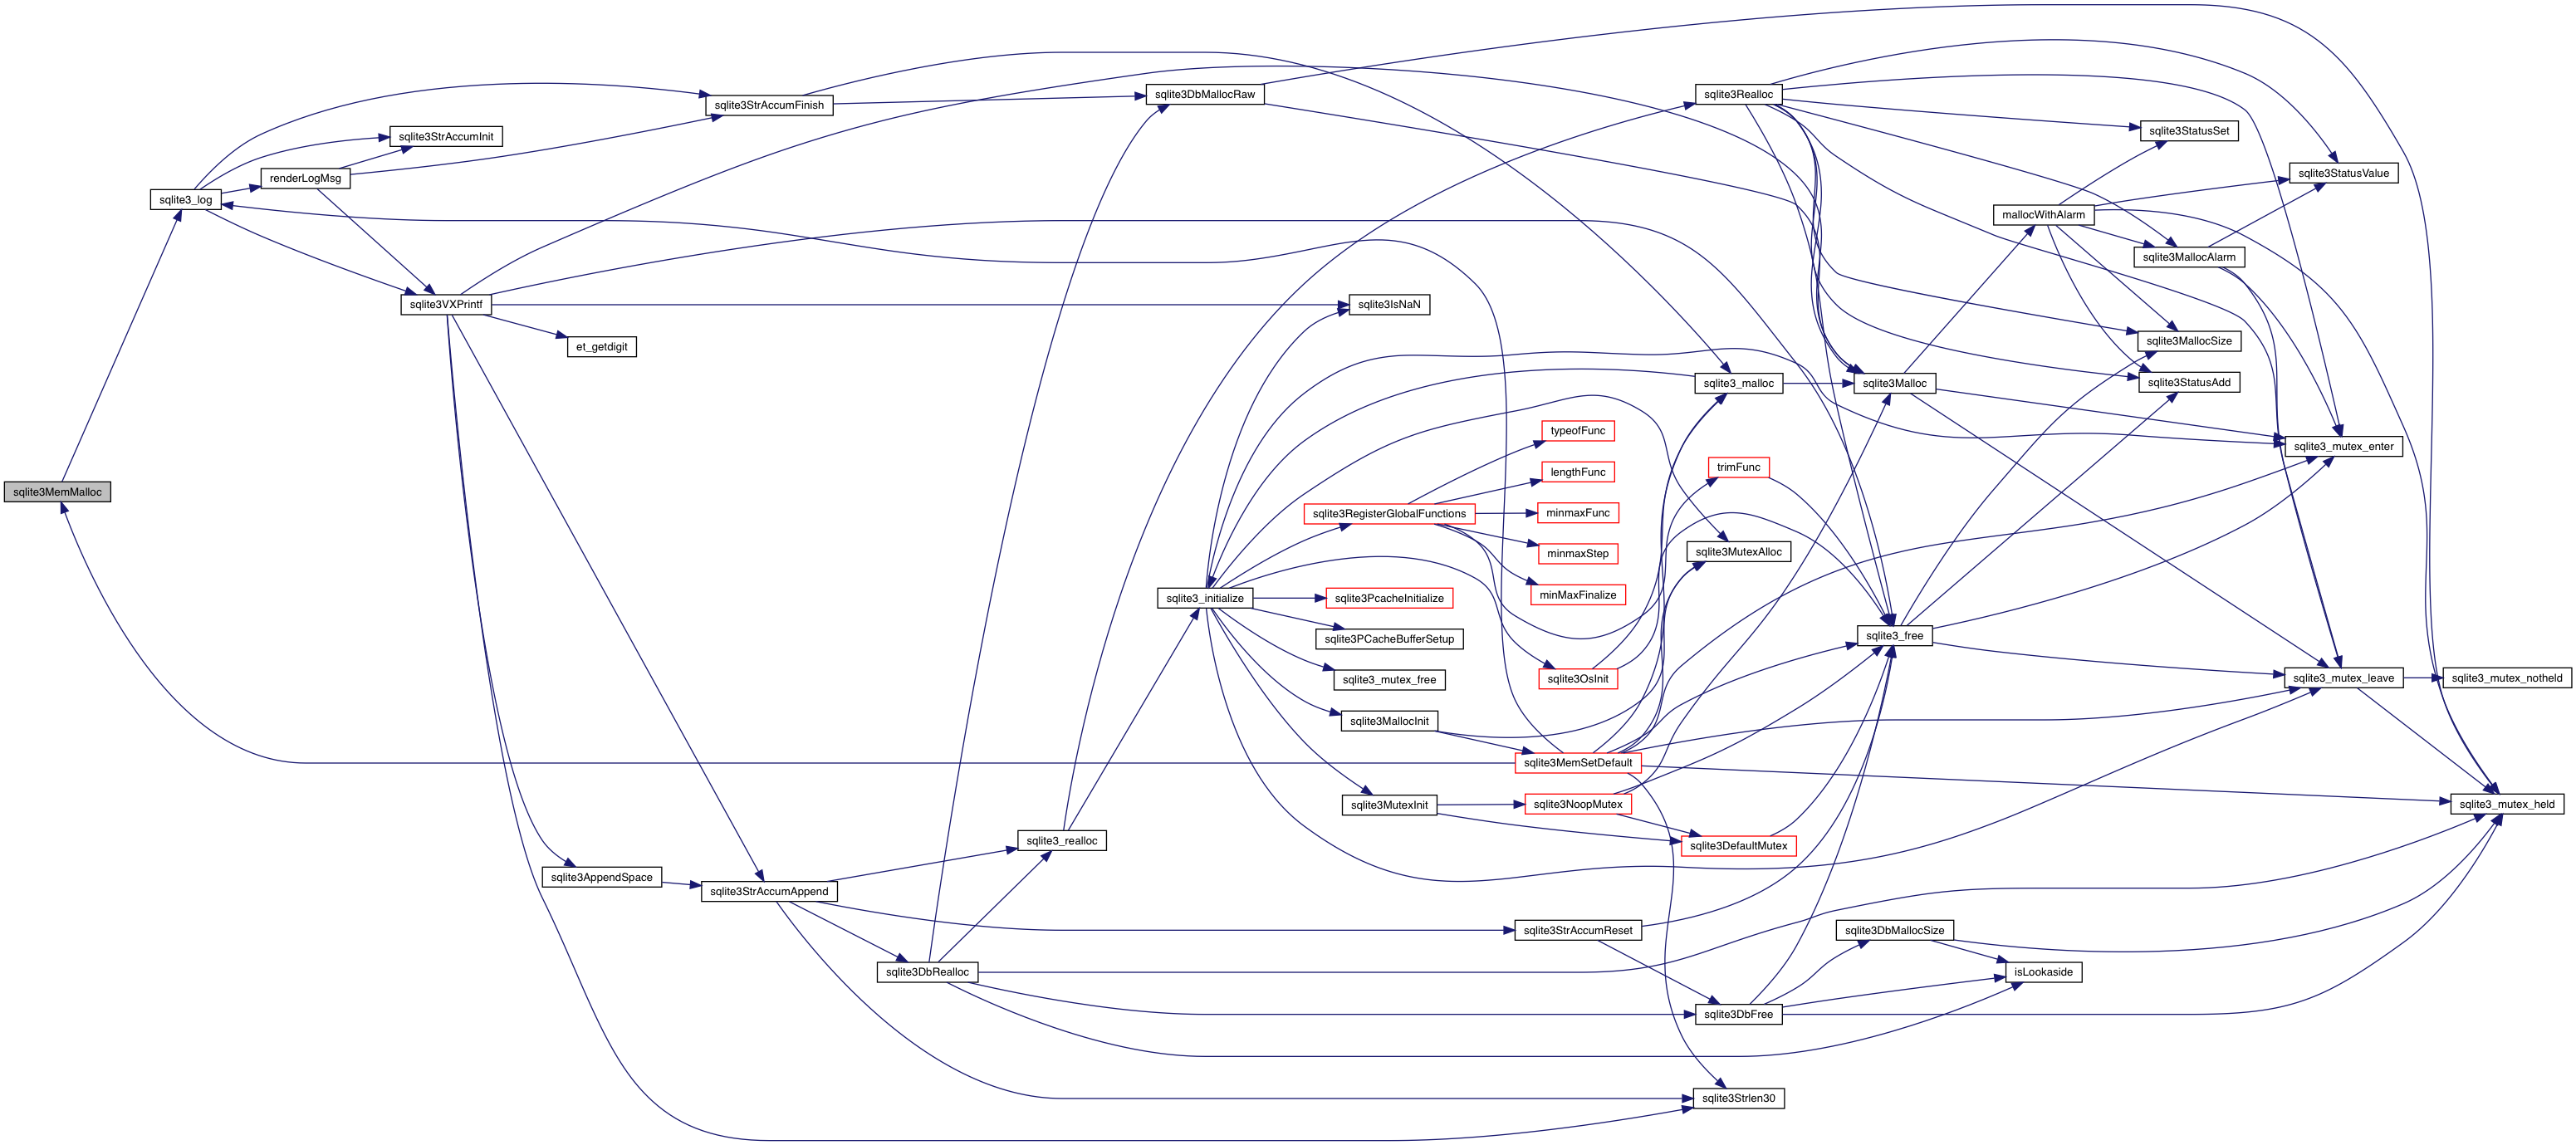 sqlite3MemMalloc
sqlite3_log
sqlite3StrAccumFinish
sqlite3StrAccumInit
renderLogMsg
sqlite3VXPrintf
et_getdigit
sqlite3AppendSpace
sqlite3StrAccumAppend
sqlite3DbRealloc
sqlite3_realloc
sqlite3DbMallocRaw
sqlite3_initialize
sqlite3IsNaN
sqlite3RegisterGlobalFunctions
sqlite3PcacheInitialize
sqlite3PCacheBufferSetup
sqlite3_mutex_free
sqlite3MallocInit
sqlite3MutexInit
typeofFunc
lengthFunc
minmaxFunc
minmaxStep
minMaxFinalize
sqlite3OsInit
sqlite3MemSetDefault
sqlite3NoopMutex
sqlite3StrAccumReset
sqlite3Realloc
sqlite3_malloc
trimFunc
sqlite3MutexAlloc
sqlite3DefaultMutex
sqlite3DbFree
sqlite3Strlen30
sqlite3Malloc
sqlite3_free
sqlite3DbMallocSize
isLookaside
mallocWithAlarm
sqlite3StatusSet
sqlite3MallocAlarm
sqlite3MallocSize
sqlite3StatusAdd
sqlite3StatusValue
sqlite3_mutex_enter
sqlite3_mutex_leave
sqlite3_mutex_notheld
sqlite3_mutex_held